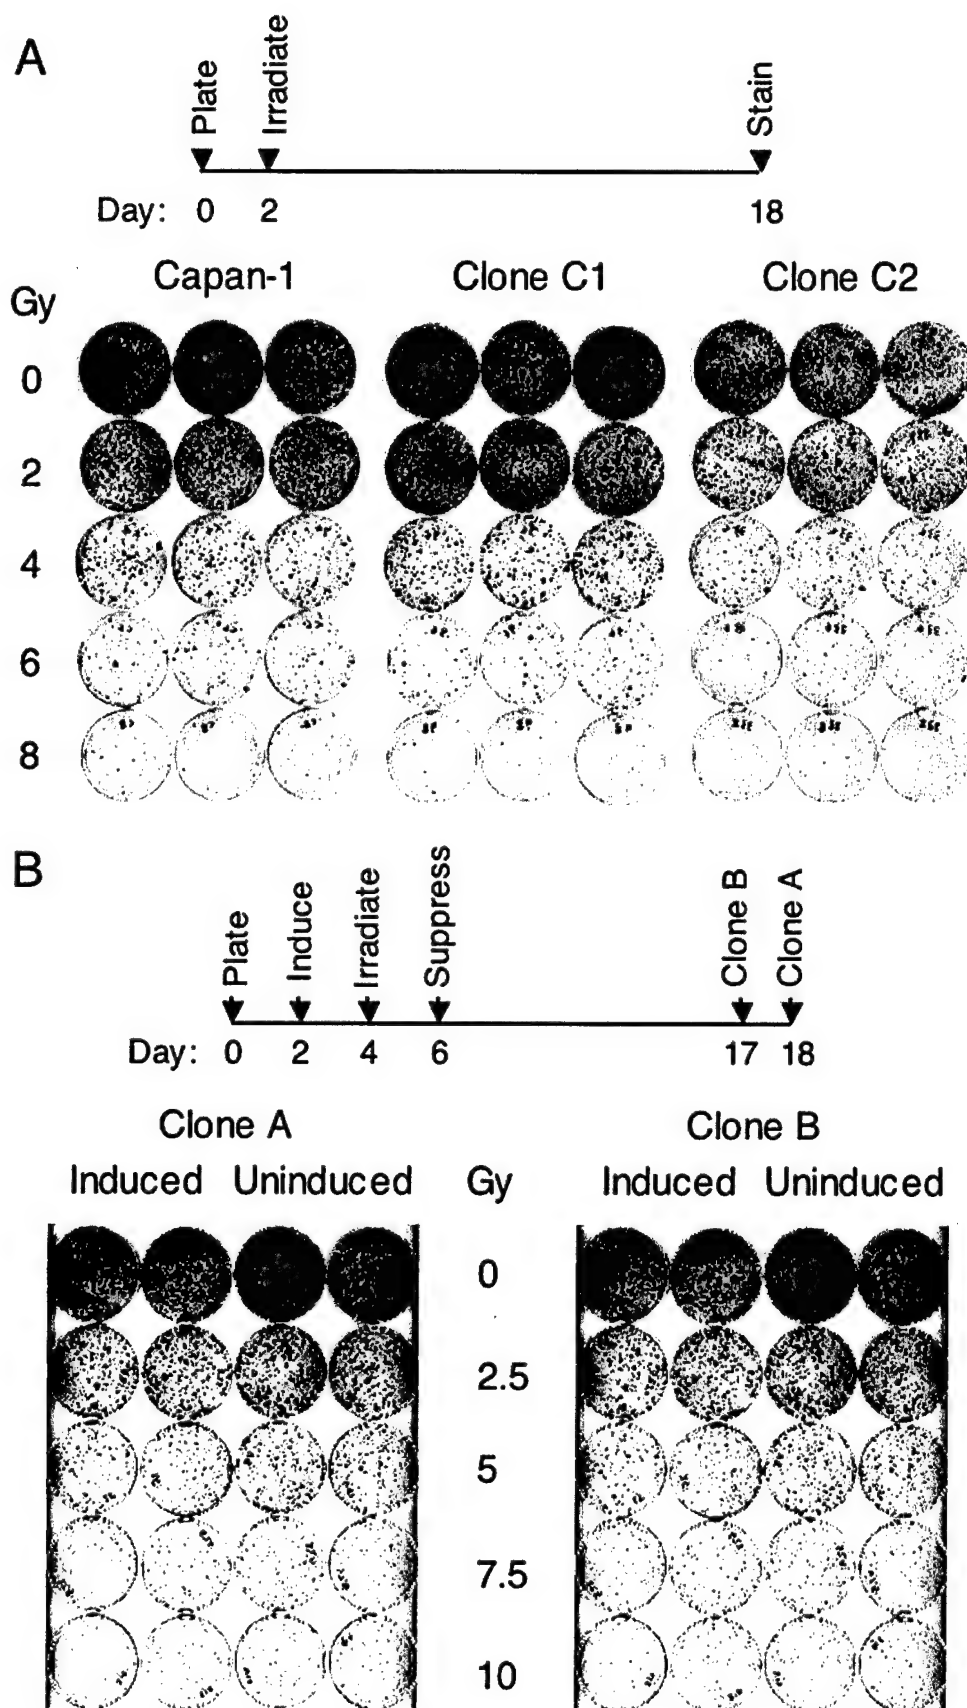 A
Plate Irradiate Stain
Day: 0 2 18
Capan-1 Clone C1 Clone C2
Gy
0
2
4
6
8
B
Plate Induce Irradiate Suppress Clone B Clone A
Day: 0 2 4 6 17 18
Clone A Clone B
Induced Uninduced Gy Induced Uninduced
0
2.5
5
7.5
10